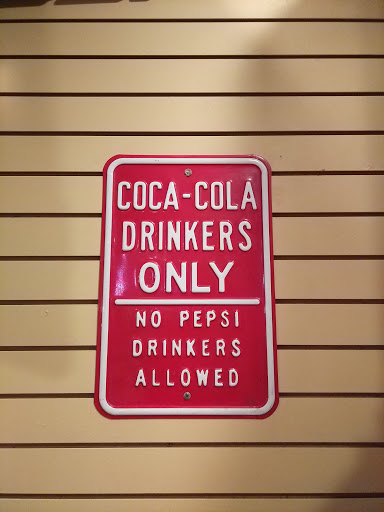 COCA-COLA
DRINKERS
ONLY
NO PEPSI
DRINKERS
ALLOWED